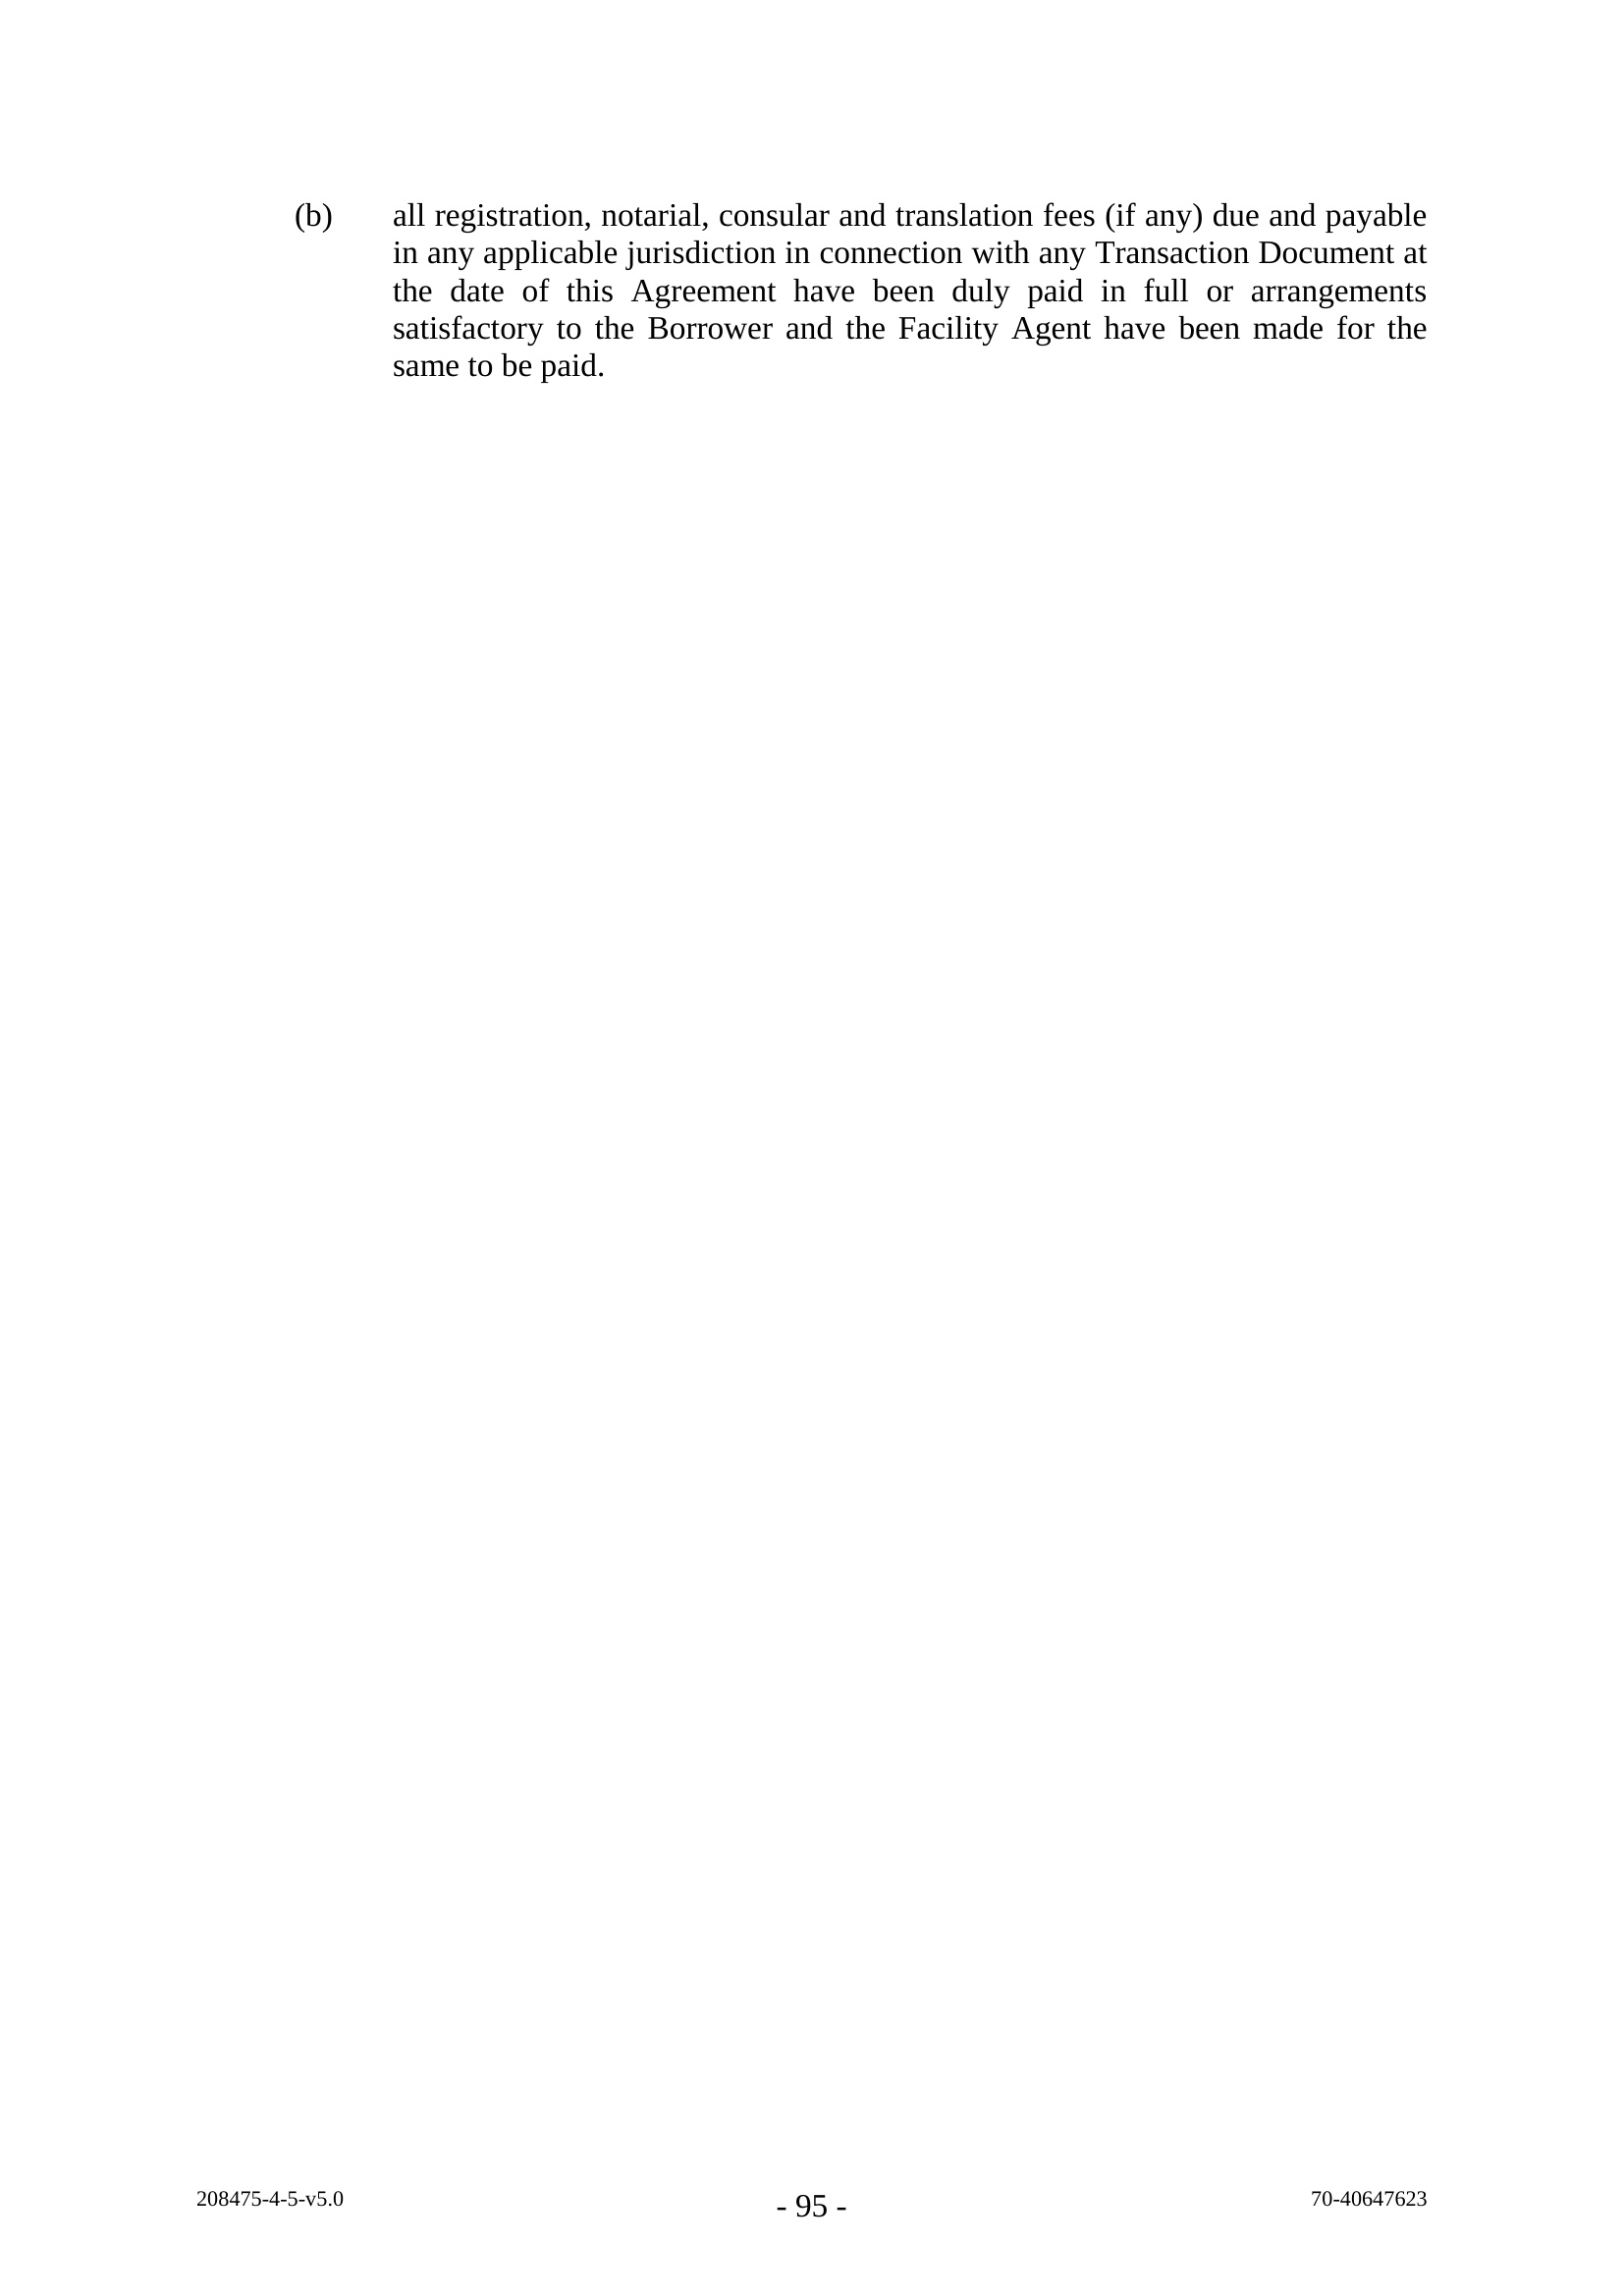 (b) all registration, notarial, consular and translation fees (if any) due and payable
in any applicable jurisdiction in connection with any Transaction Document at
the date of this Agreement have been duly paid in full or arrangements
satisfactory to the Borrower and the Facility Agent have been made for the
same to be paid.
208475-4-5-v5.0 - 95 - 70-40647623